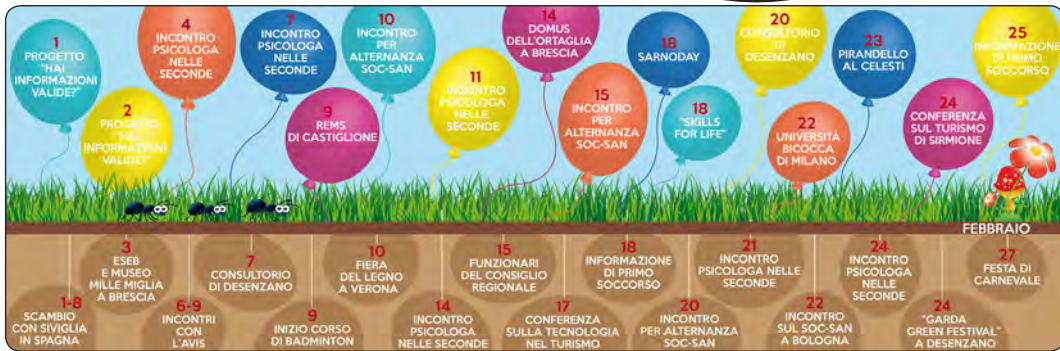 1
PROGETTO
"HAI
INFORMAZIONI
VALIDE?"
2
PROGETTO
"HAI
INFORMAZIONI
VALIDE?"
4
INCONTRO
PSICOLOGA
NELLE
SECONDE
7
INCONTRO
PSICOLOGA
NELLE
SECONDE
9
REMS
DI CASTIGLIONE
10
INCONTRO
PER
ALTERNANZA
SOC-SAN
11
INCONTRO
PSICOLOGA
NELLE
SECONDE
14
DOMUS
DELL'ORTAGLIA
A BRESCIA
15
INCONTRO
PER
ALTERNANZA
SOC-SAN
18
SARNODAY
18
"SKILLS
FOR LIFE"
20
CONSULTORIO
DI
DESENZANO
22
UNIVERSITÀ
BICOCCA
DI MILANO
23
PIRANDELLO
AL CELESTI
24
CONFERENZA
SUL TURISMO
DI SIRMIONE
25
INFORMAZIONE
DI PRIMO
SOCCORSO
FEBBRAIO
1-8
SCAMBIO
CON SIVIGLIA
IN SPAGNA
3
ESEB
E MUSEO
MILLE MIGLIA
A BRESCIA
6-9
INCONTRI
CON
L'AVIS
7
CONSULTORIO
DI DESENZANO
9
INIZIO CORSO
DI BADMINTON
10
FIERA
DEL LEGNO
A VERONA
14
INCONTRO
PSICOLOGA
NELLE SECONDE
15
FUNZIONARI
DEL CONSIGLIO
REGIONALE
17
CONFERENZA
SULLA TECNOLOGIA
NEL TURISMO
18
INFORMAZIONE
DI PRIMO
SOCCORSO
20
INCONTRO
PER ALTERNANZA
SOC-SAN
21
INCONTRO
PSICOLOGA NELLE
SECONDE
22
INCONTRO
SUL SOC-SAN
A BOLOGNA
24
INCONTRO
PSICOLOGA
NELLE
SECONDE
24
"GARDA
GREEN FESTIVAL"
A DESENZANO
27
FESTA DI
CARNEVALE